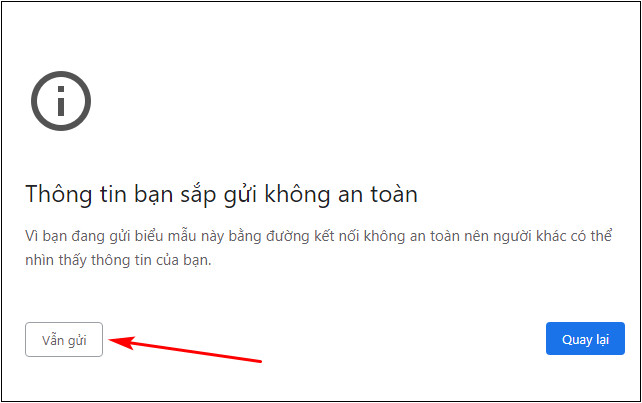 Thông tin bạn sắp gửi không an toàn
Vì bạn đang gửi biểu mẫu này bằng đường kết nối không an toàn nên người khác có thể
nhìn thấy thông tin của bạn.
Vẫn gửi
Quay lại